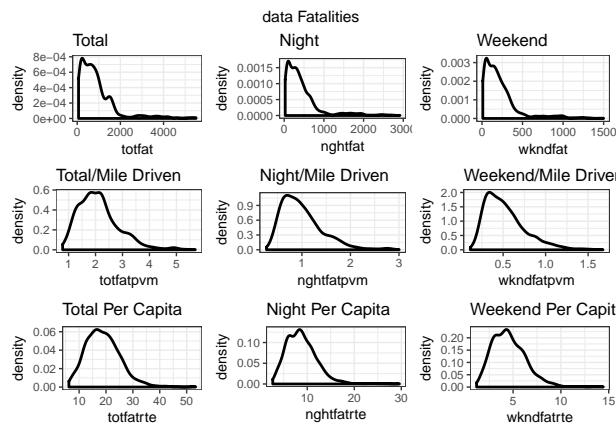 data Fatalities
Total
Night
Weekend
8e−04
6e−04
4e−04
2e−04
0e+00
density
0
2000
4000
totfat
0.0015
0.0010
0.0005
0.0000
density
0
1000
2000
3000
nghtfat
0.003
0.002
0.001
0.000
density
0
500
1000
1500
wkndfat
Total/Mile Driven
Night/Mile Driven
Weekend/Mile Driven
0.6
0.4
0.2
0.0
density
1
2
3
4
5
totfatpvm
0.9
0.6
0.3
0.0
density
1
2
3
nghtfatpvm
2.0
1.5
1.0
0.5
0.0
density
0.5
1.0
1.5
wkndfatpvm
Total Per Capita
Night Per Capita
Weekend Per Capita
0.06
0.04
0.02
0.00
density
10
20
30
40
50
totfatrte
0.10
0.05
0.00
density
10
20
30
nghtfatrte
0.20
0.15
0.10
0.05
0.00
density
5
10
15
wkndfatrte